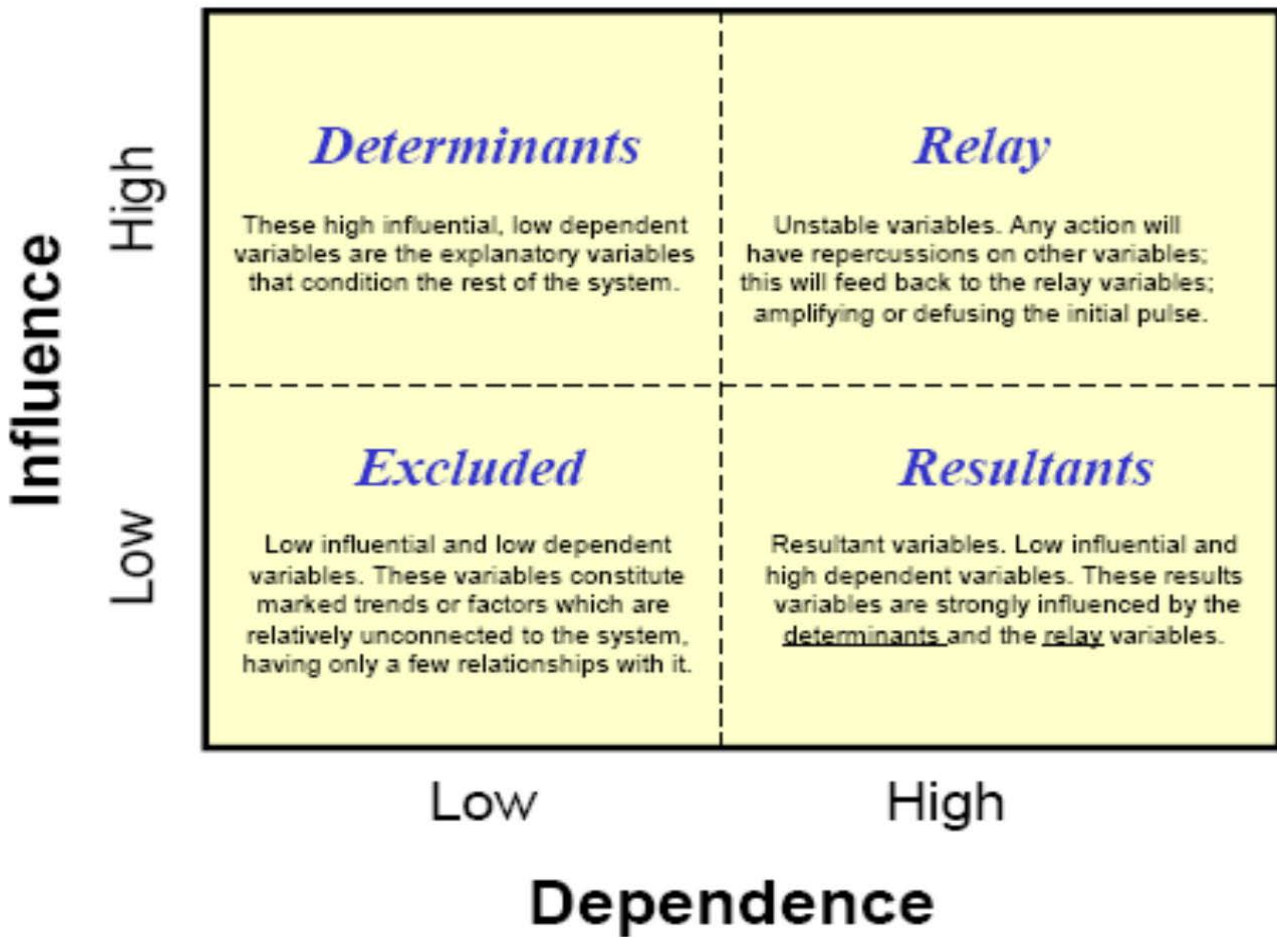 Influence
High
Low
Determinants
These high influential, low dependent
variables are the explanatory variables
that condition the rest of the system.
Relay
Unstable variables. Any action will
have repercussions on other variables;
this will feed back to the relay variables;
amplifying or defusing the initial pulse.
Excluded
Low influential and low dependent
variables. These variables constitute
marked trends or factors which are
relatively unconnected to the system,
having only a few relationships with it.
Resultants
Resultant variables. Low influential and
high dependent variables. These results
variables are strongly influenced by the
determinants and the relay variables.
Low
High
Dependence